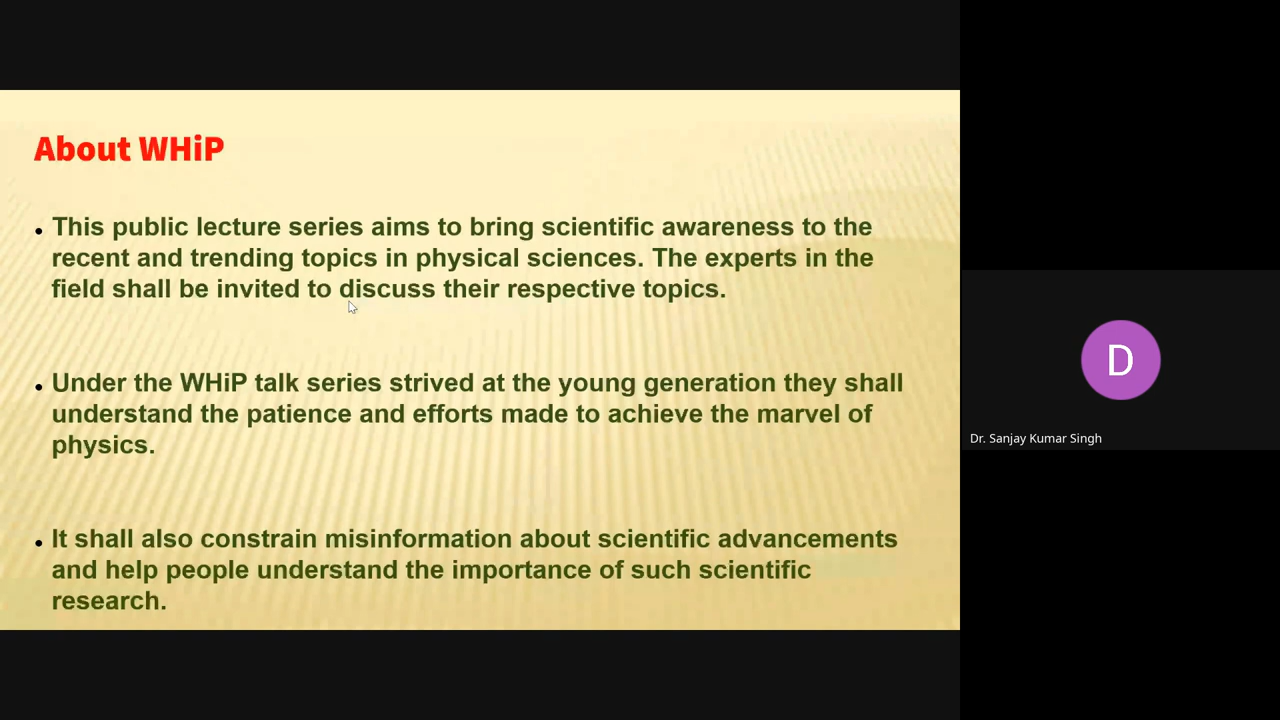 About WHiP
• This public lecture series aims to bring scientific awareness to the
recent and trending topics in physical sciences. The experts in the
field shall be invited to discuss their respective topics.
• Under the WHiP talk series strived at the young generation they shall
understand the patience and efforts made to achieve the marvel of
physics.
• It shall also constrain misinformation about scientific advancements
and help people understand the importance of such scientific
research.
D
Dr. Sanjay Kumar Singh